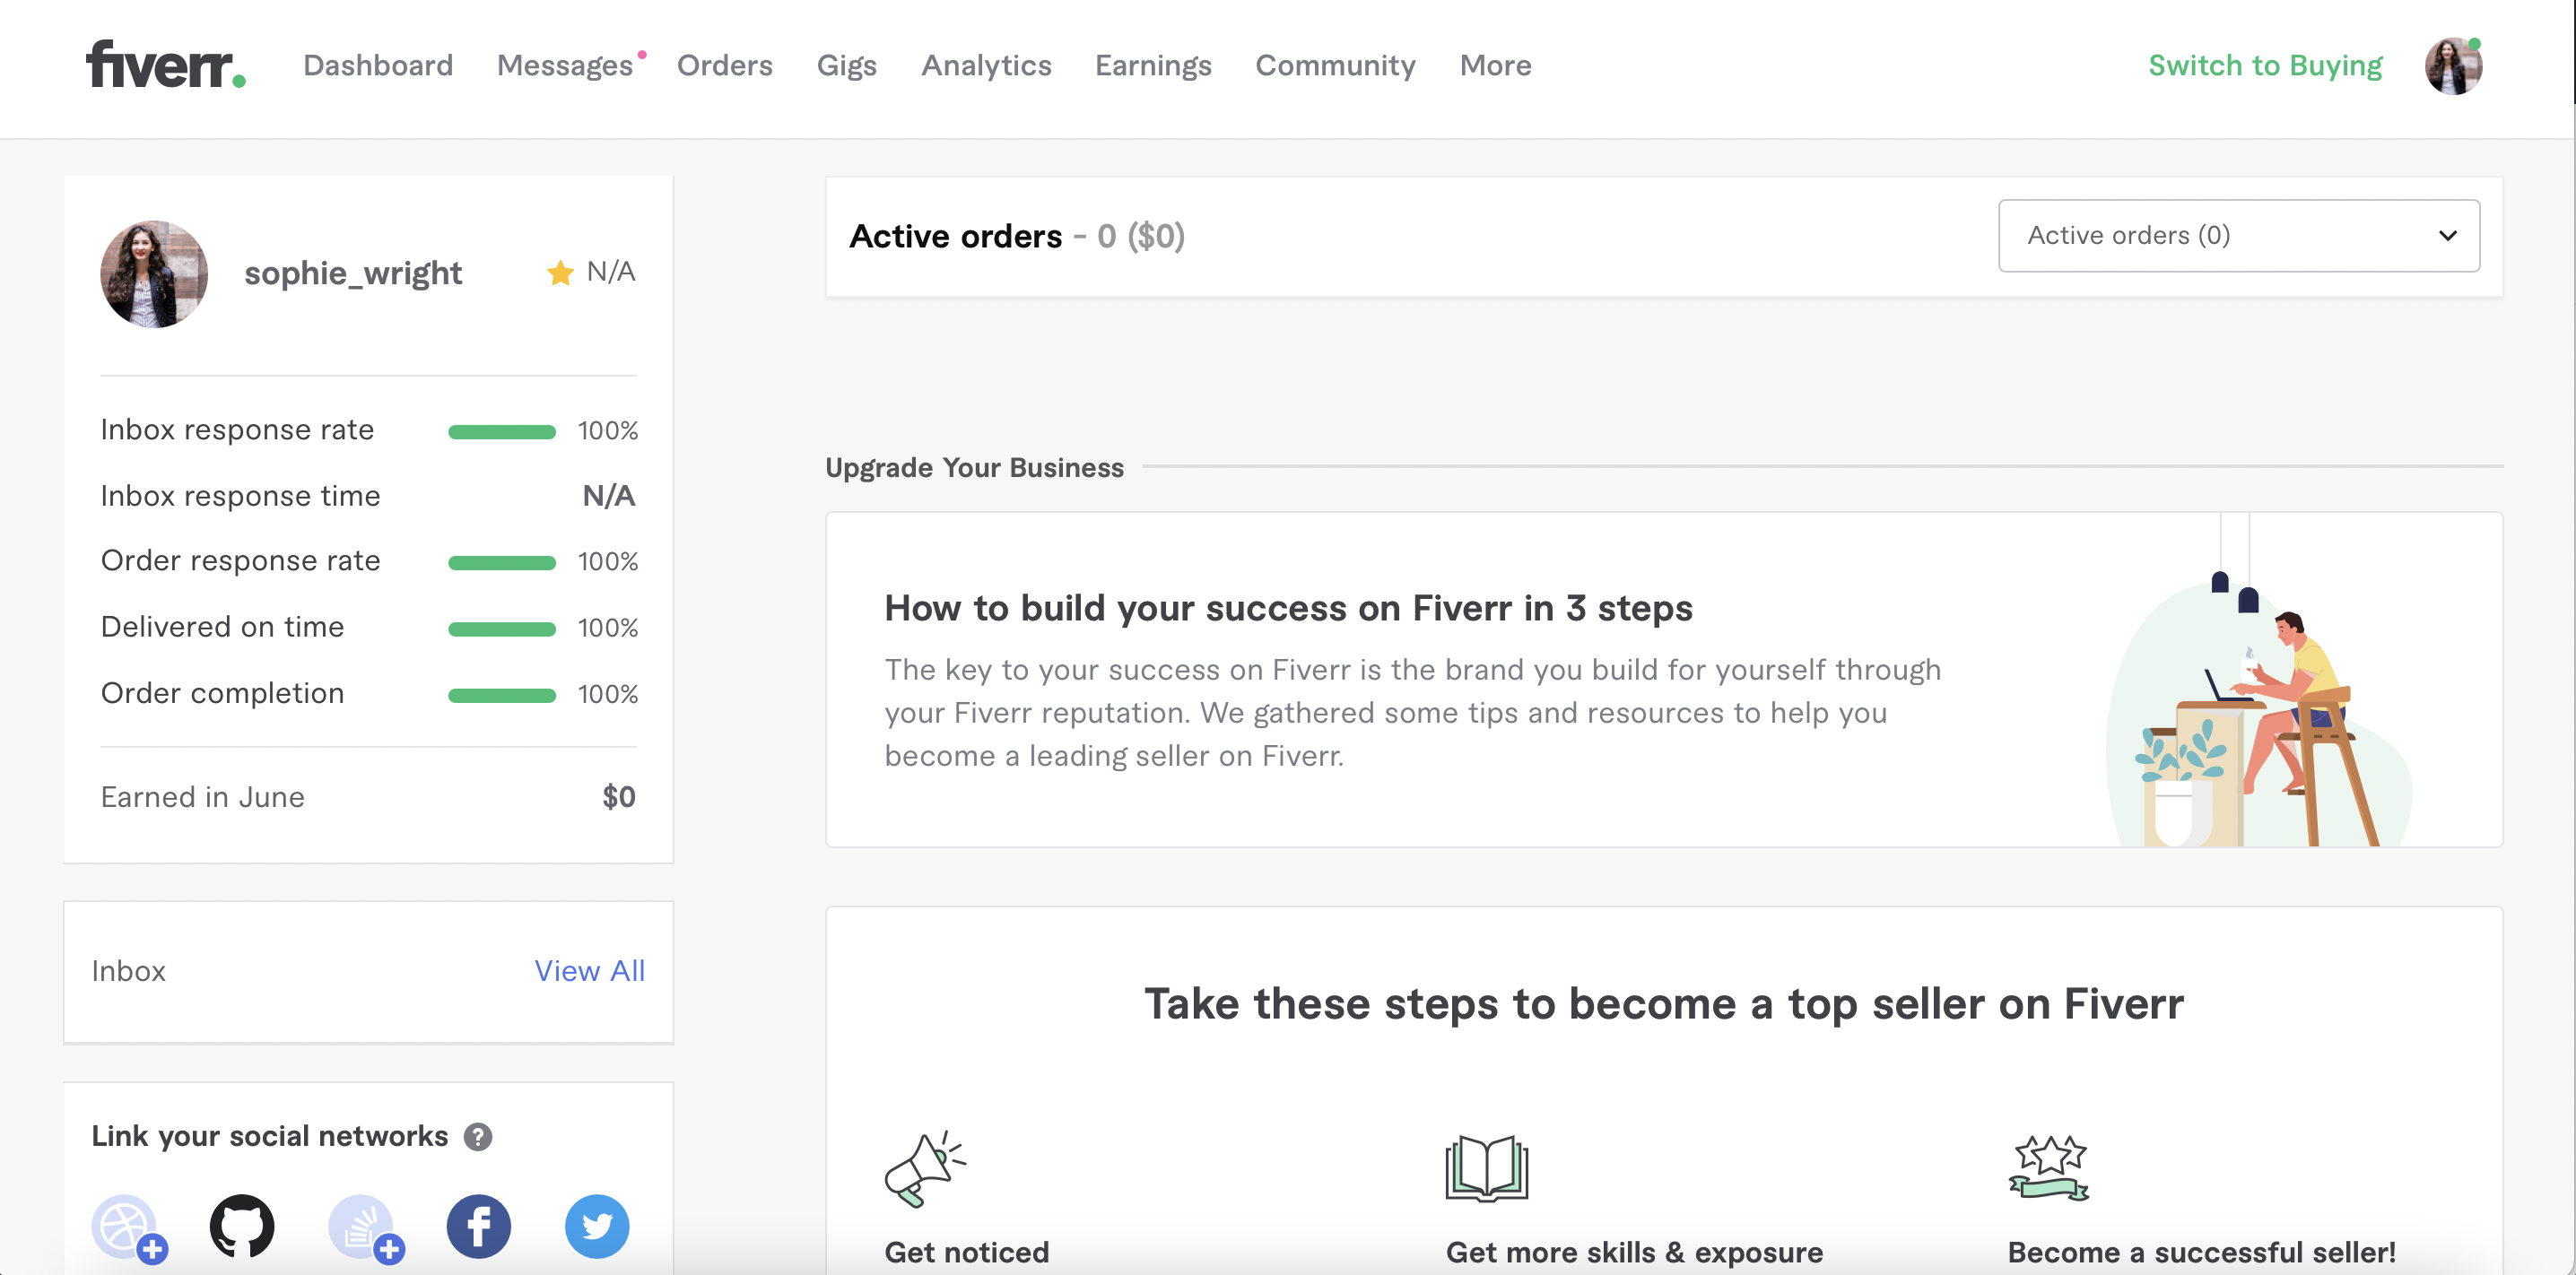 fiverr.
Dashboard
Messages
Orders
Gigs
Analytics
Earnings
Community
More
Switch to Buying
sophie_wright
N/A
Inbox response rate 100%
Inbox response time N/A
Order response rate 100%
Delivered on time 100%
Order completion 100%
Earned in June $0
Inbox View All
Link your social networks ?
f
Active orders - 0 ($0)
Active orders (0)
Upgrade Your Business
How to build your success on Fiverr in 3 steps
The key to your success on Fiverr is the brand you build for yourself through
your Fiverr reputation. We gathered some tips and resources to help you
become a leading seller on Fiverr.
Take these steps to become a top seller on Fiverr
Get noticed
Get more skills & exposure
Become a successful seller!